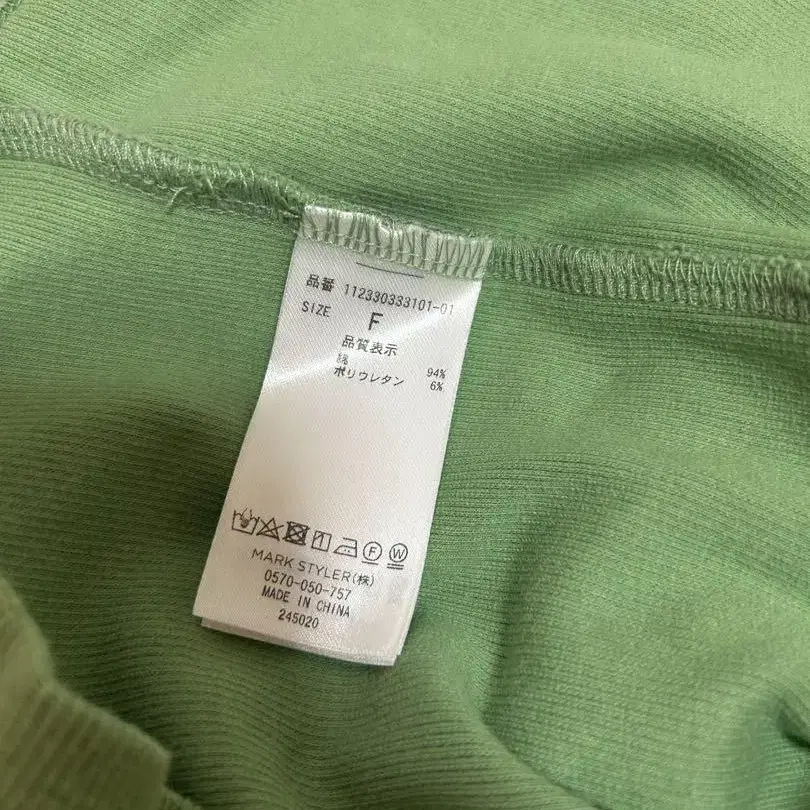 品番 112330333101-01
SIZE F
品質表示
綿 94%
ポリウレタン 6%
F W
MARK STYLER(株)
0570-050-757
MADE IN CHINA
245020